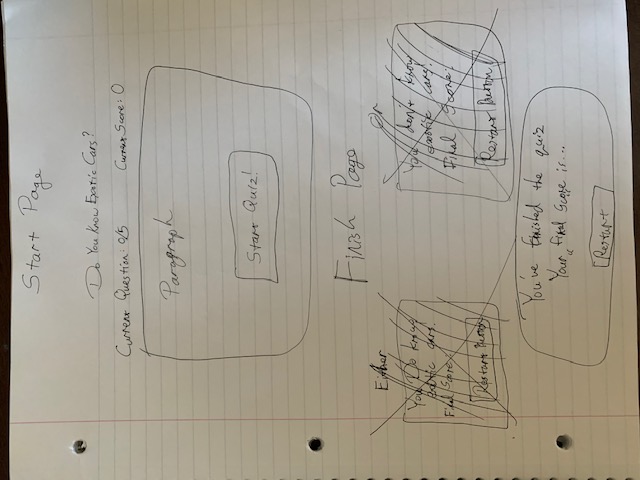 Start Page
Do You Know Exotic Cars?
Current Question: 0/5 Current Score: 0
Paragraph
Start Quiz!
Finish Page
Either Or
You Do know
exotic cars!
Final Score:
Restart Button
You don't know
exotic cars!
Final Score:
Restart Button
You've finished the quiz
Your final score is...
Restart